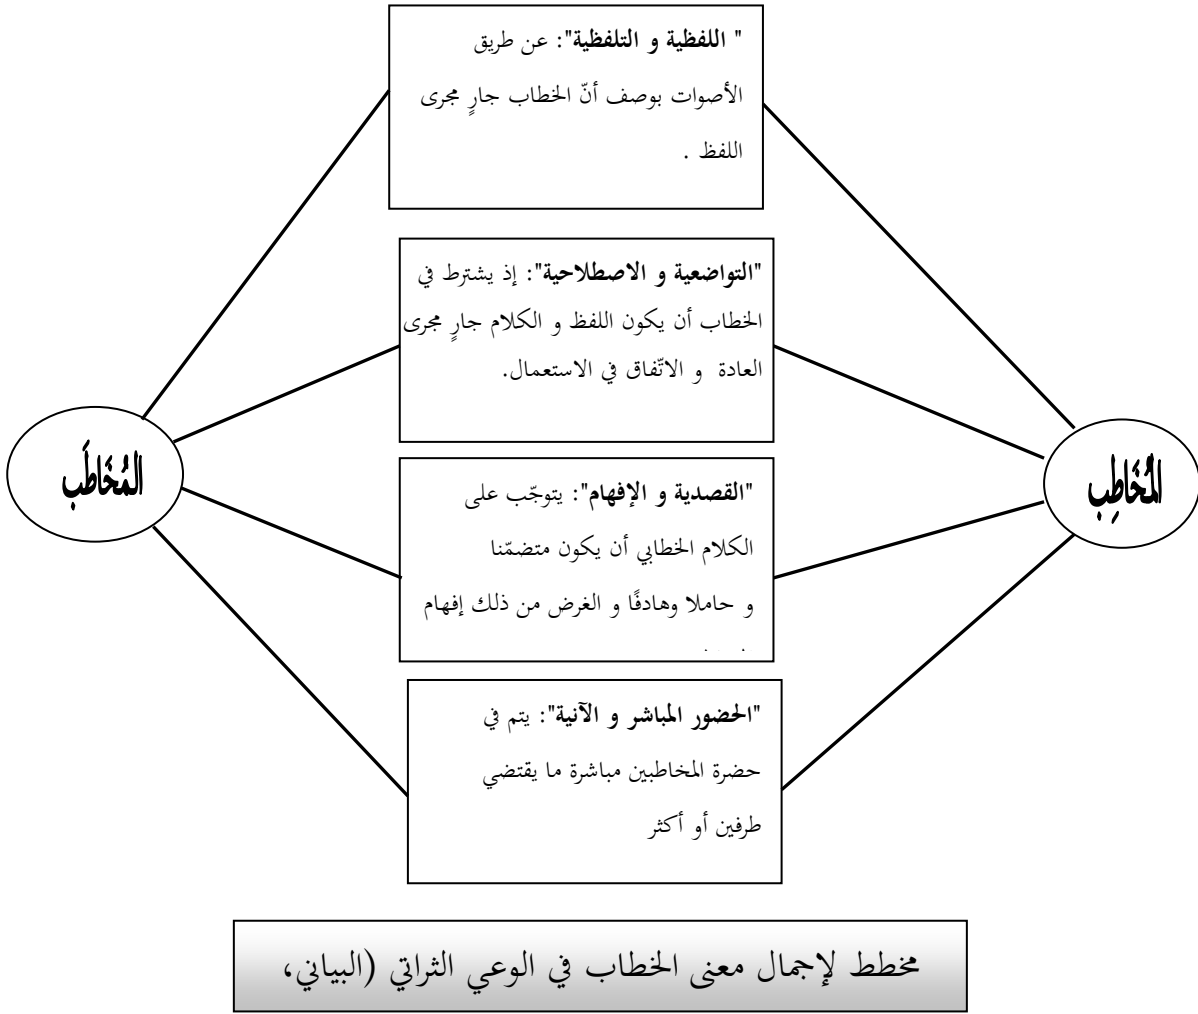 " اللفظية و التلفظية": عن طريق
الأصوات بوصف أنّ الخطاب جارٍ مجرى
اللفظ .
"التواضعية و الاصطلاحية": إذ يشترط في
الخطاب أن يكون اللفظ و الكلام جارٍ مجرى
العادة و الاتّفاق في الاستعمال.
المُخَاطِب
المُخَاطَب
"القصدية و الإفهام": يتوجّب على
الكلام الخطابي أن يكون متضمّنا
و حاملا وهادفًا و الغرض من ذلك إفهام
"الحضور المباشر و الآنية": يتم في
حضرة المخاطبين مباشرة ما يقتضي
طرفين أو أكثر
مخطط لإجمال معنى الخطاب في الوعي الثراتي (البياني،